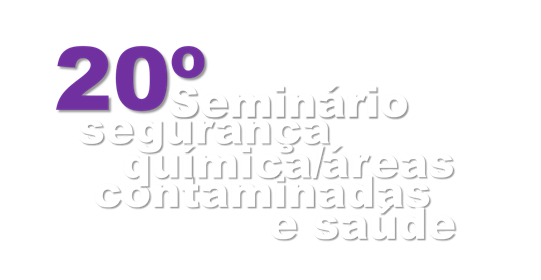 20º
Seminário
segurança
química/áreas
contaminadas
e saúde